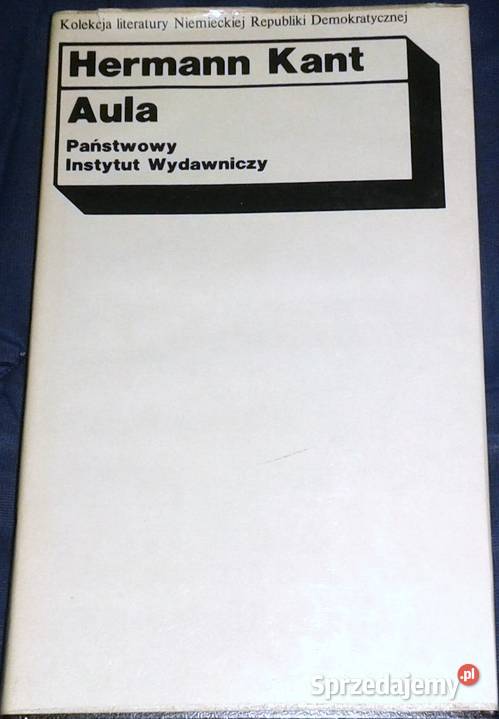 Kolekcja literatury Niemieckiej Republiki Demokratycznej
Hermann Kant
Aula
Państwowy
Instytut Wydawniczy
Sprzedajemy.pl